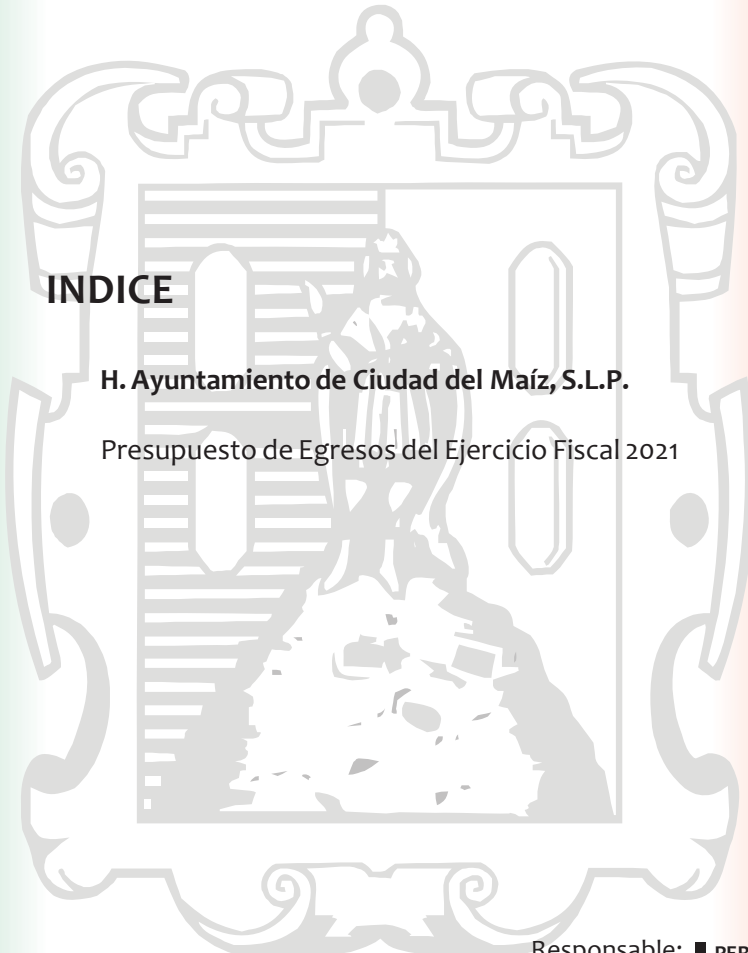 INDICE
H. Ayuntamiento de Ciudad del Maíz, S.L.P.
Presupuesto de Egresos del Ejercicio Fiscal 2021
Responsable: